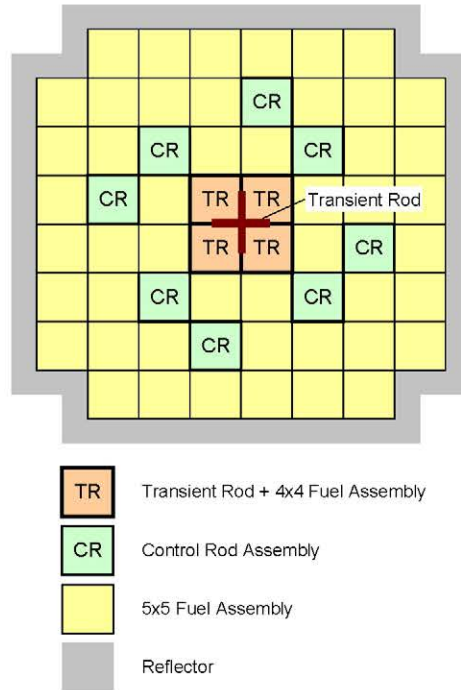 CR
CR
CR
CR
TR
TR
Transient Rod
TR
TR
CR
CR
CR
CR
TR
Transient Rod + 4x4 Fuel Assembly
CR
Control Rod Assembly
5x5 Fuel Assembly
Reflector